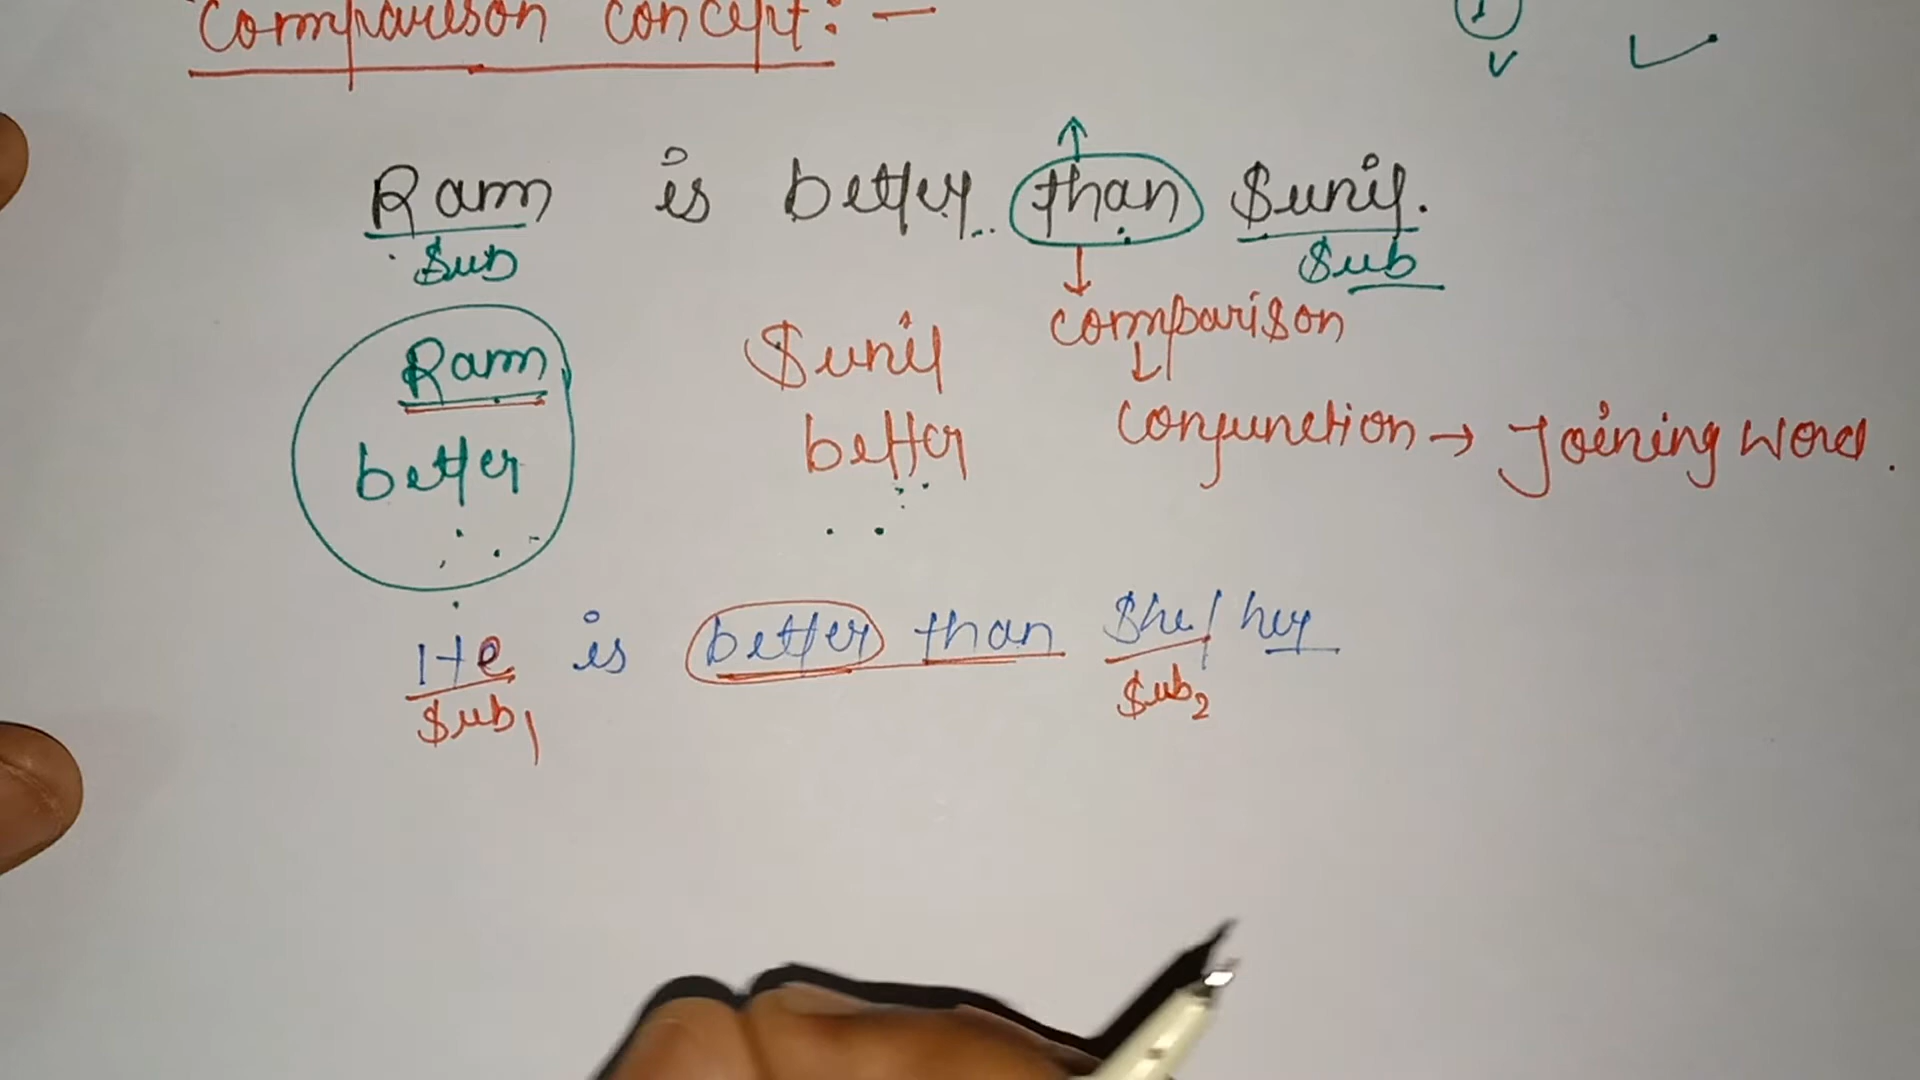 Comparison concept: —
1
v
Ram is better than Sunil.
Sub Sub
Ram Sunil comparison
better better conjunction → Joining word.
He is better than She/her
Sub1 Sub2